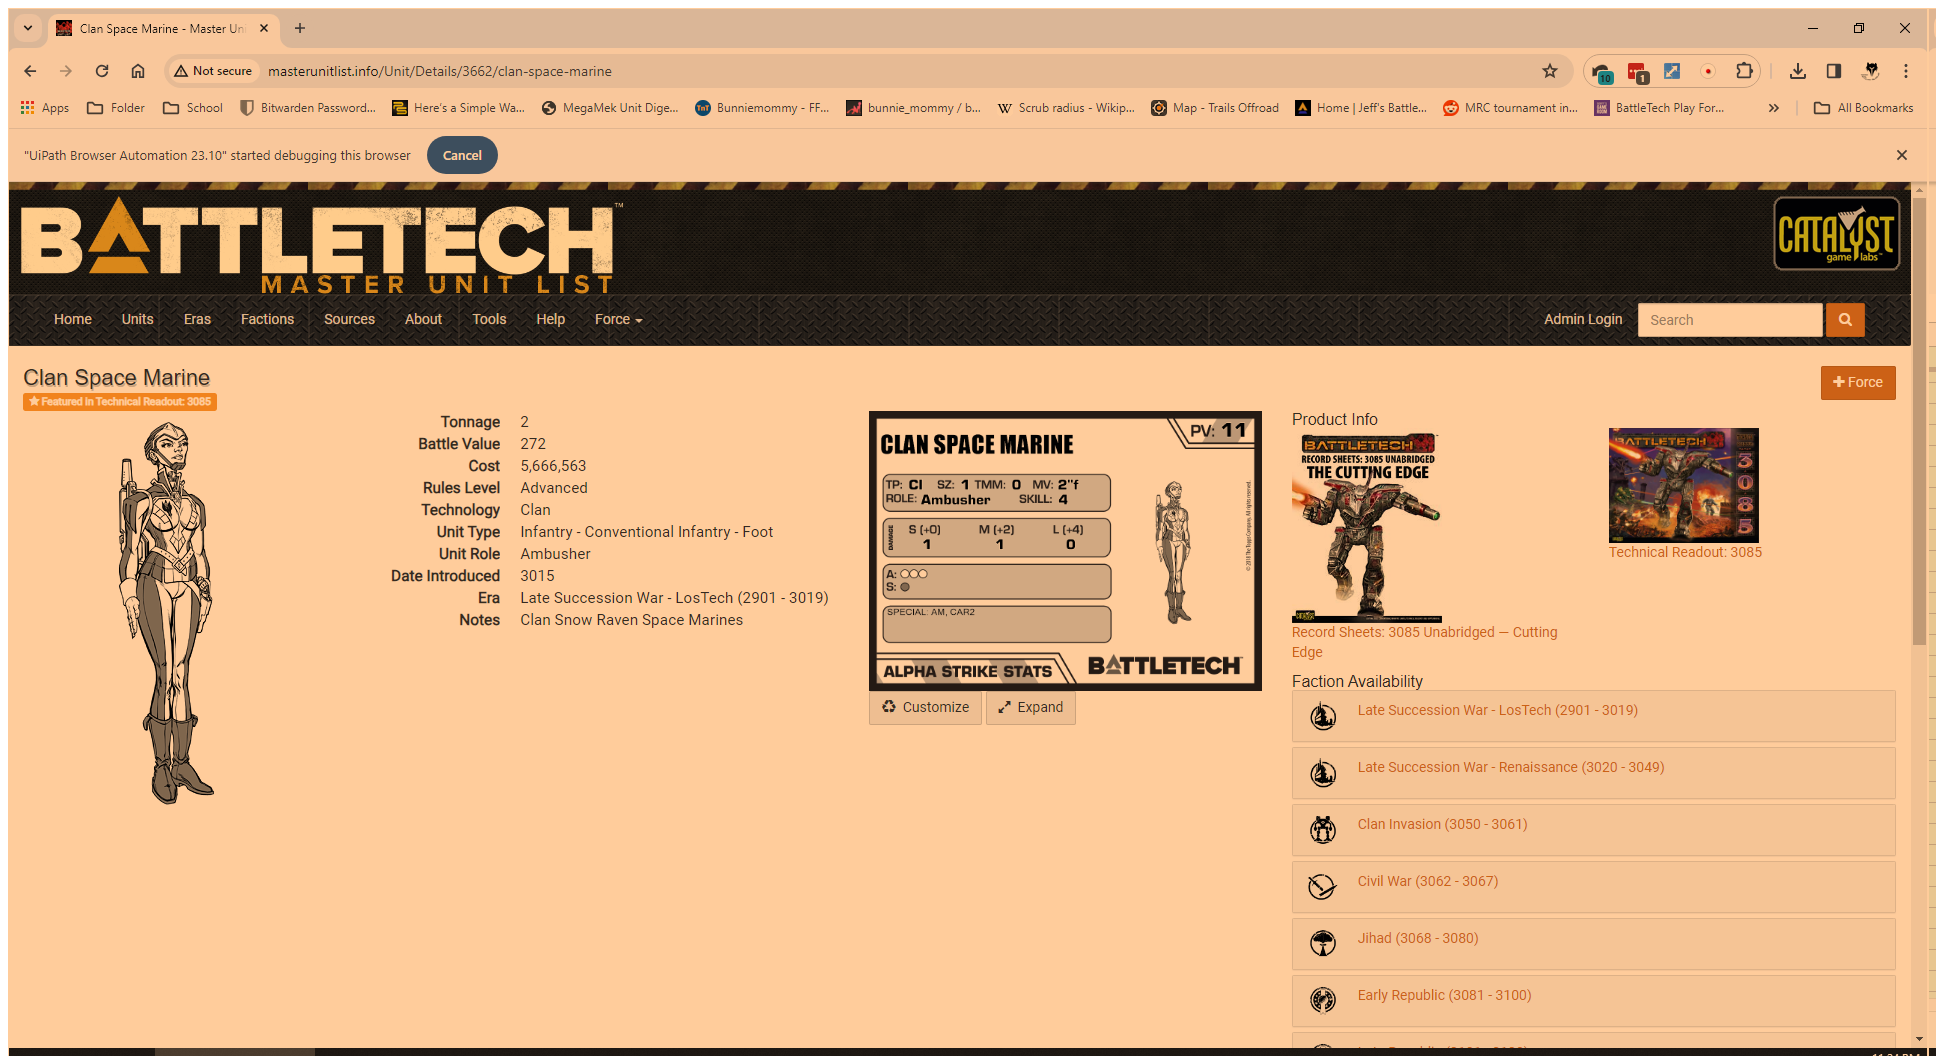 Clan Space Marine - Master Un
Not secure masterunitlist.info/Unit/Details/3662/clan-space-marine
10
1
Apps Folder School Bitwarden Password... Here's a Simple Wa... MegaMek Unit Dige... Bunniemommy - FF... bunnie_mommy / b... Scrub radius - Wikip... Map - Trails Offroad Home | Jeff's Battle... MRC tournament in... BattleTech Play For... » All Bookmarks
"UiPath Browser Automation 23.10" started debugging this browser Cancel
BATTLETECH™
MASTER UNIT LIST
CATALYST
game labs™
Home Units Eras Factions Sources About Tools Help Force Admin Login Search
Clan Space Marine
Featured in Technical Readout: 3085
+ Force
Tonnage 2
Battle Value 272
Cost 5,666,563
Rules Level Advanced
Technology Clan
Unit Type Infantry - Conventional Infantry - Foot
Unit Role Ambusher
Date Introduced 3015
Era Late Succession War - LosTech (2901 - 3019)
Notes Clan Snow Raven Space Marines
PV: 11
CLAN SPACE MARINE
TP: CI SZ: 1 TMM: 0 MV: 2"f
ROLE: Ambusher SKILL: 4
DAMAGE
S (+0) M (+2) L (+4)
1 1 0
A:
S:
SPECIAL: AM, CAR2
ALPHA STRIKE STATS BATTLETECH
Customize Expand
Product Info
BATTLETECH
RECORD SHEETS: 3085 UNABRIDGED
THE CUTTING EDGE
Record Sheets: 3085 Unabridged — Cutting
Edge
BATTLETECH
3085
Technical Readout: 3085
Faction Availability
Late Succession War - LosTech (2901 - 3019)
Late Succession War - Renaissance (3020 - 3049)
Clan Invasion (3050 - 3061)
Civil War (3062 - 3067)
Jihad (3068 - 3080)
Early Republic (3081 - 3100)